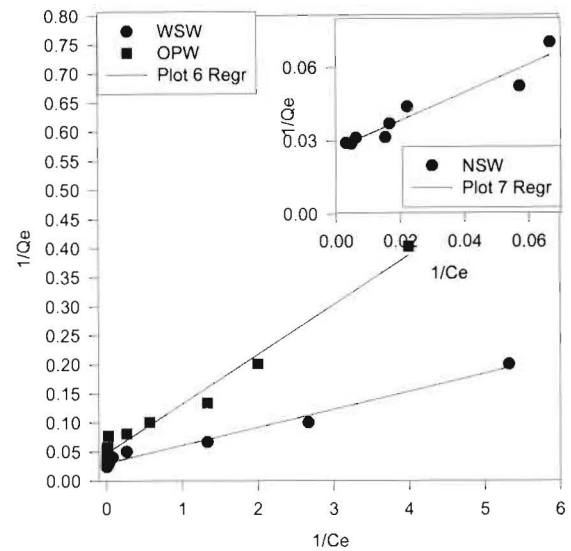 0.80
0.75
0.70
0.65
0.60
0.55
0.50
0.45
0.40
0.35
0.30
0.25
0.20
0.15
0.10
0.05
0.00
1/Qe
0 1 2 3 4 5 6
1/Ce
WSW
OPW
Plot 6 Regr
0.06
0.03
0.00
1/Qe
NSW
Plot 7 Regr
0.00 0.02 0.04 0.06
1/Ce